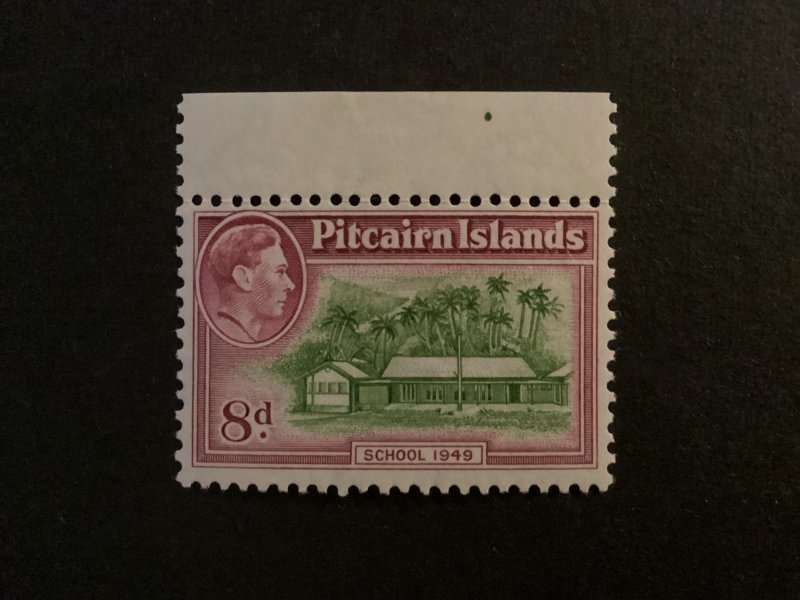 Pitcairn Islands
8d.
SCHOOL 1949